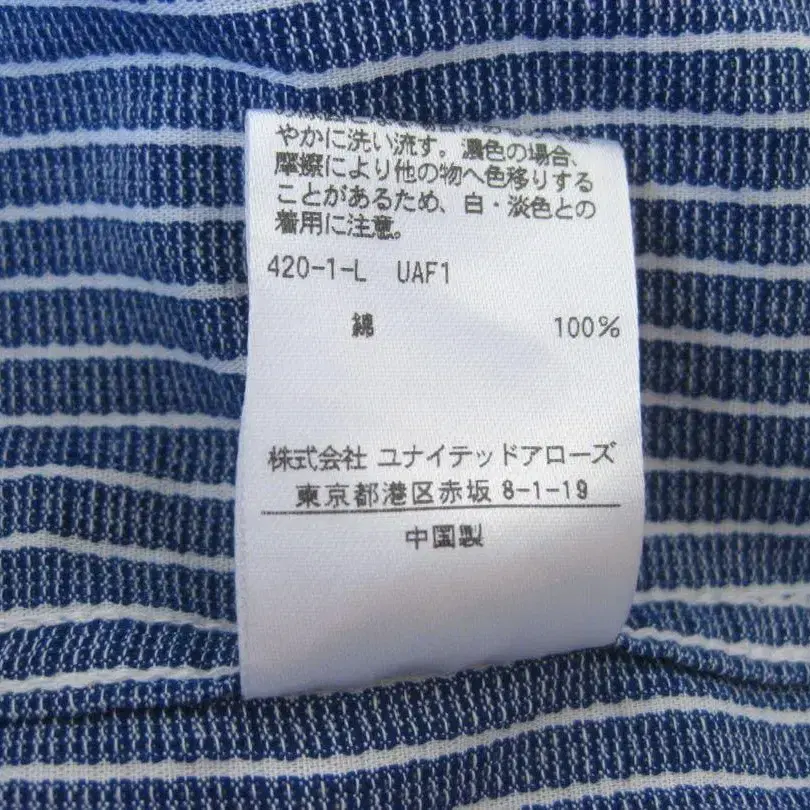 やかに洗い流す。濃色の場合、
摩擦により他の物へ色移りする
ことがあるため、白・淡色との
着用に注意。
420-1-L UAF1
綿 100%
株式会社 ユナイテッドアローズ
東京都港区赤坂 8-1-19
中国製